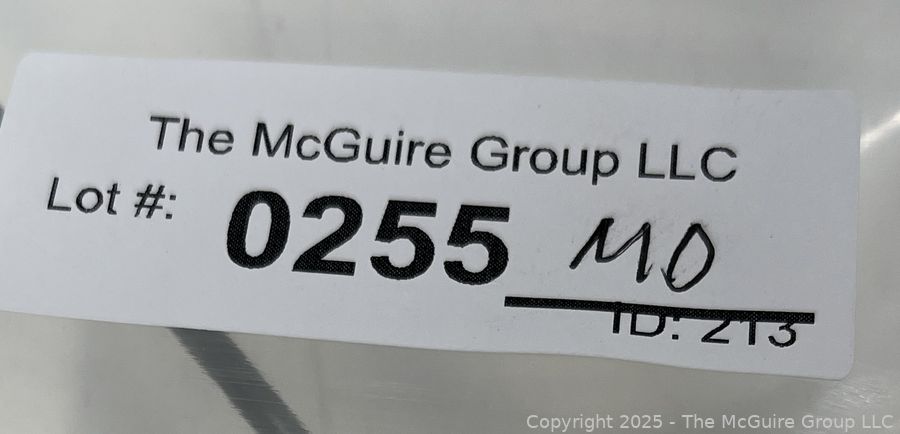 The McGuire Group LLC
Lot #: 0255 MO
ID: 213
Copyright 2025 - The McGuire Group LLC